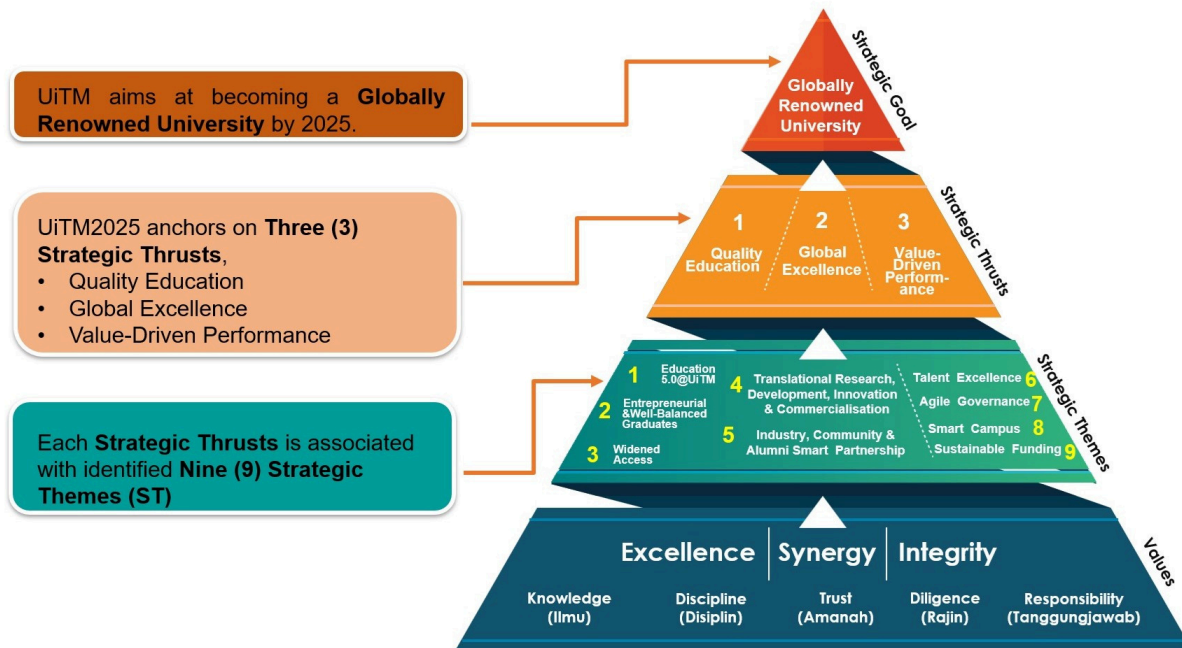 UiTM aims at becoming a Globally
Renowned University by 2025.
UiTM2025 anchors on Three (3)
Strategic Thrusts,
• Quality Education
• Global Excellence
• Value-Driven Performance
Each Strategic Thrusts is associated
with identified Nine (9) Strategic
Themes (ST)
Globally
Renowned
University
Strategic Goal
1
Quality
Education
2
Global
Excellence
3
Value-
Driven
Perform-
ance
Strategic Thrusts
1 Education
5.0@UiTM
2 Entrepreneurial
&Well-Balanced
Graduates
3 Widened
Access
4 Translational Research,
Development, Innovation
& Commercialisation
5 Industry, Community &
Alumni Smart Partnership
Talent Excellence 6
Agile Governance 7
Smart Campus 8
Sustainable Funding 9
Strategic Themes
Excellence Synergy Integrity
Knowledge
(Ilmu)
Discipline
(Disiplin)
Trust
(Amanah)
Diligence
(Rajin)
Responsibility
(Tanggungjawab)
Values